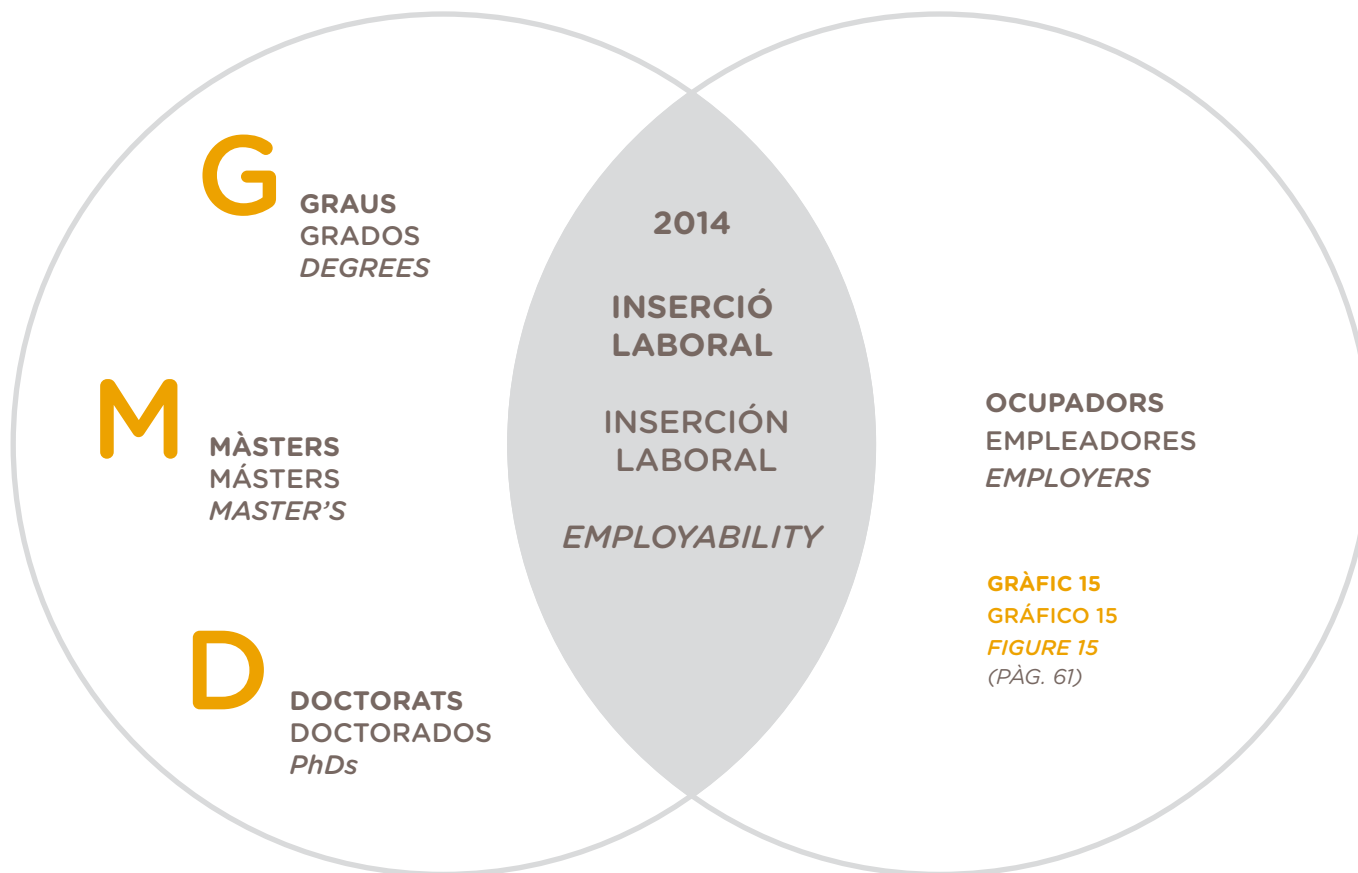 G
GRAUS
GRADOS
DEGREES
M
MÀSTERS
MÁSTERS
MASTER'S
D
DOCTORATS
DOCTORADOS
PhDs
2014
INSERCIÓ
LABORAL
INSERCIÓN
LABORAL
EMPLOYABILITY
OCUPADORS
EMPLEADORES
EMPLOYERS
GRÀFIC 15
GRÁFICO 15
FIGURE 15
(PÀG. 61)